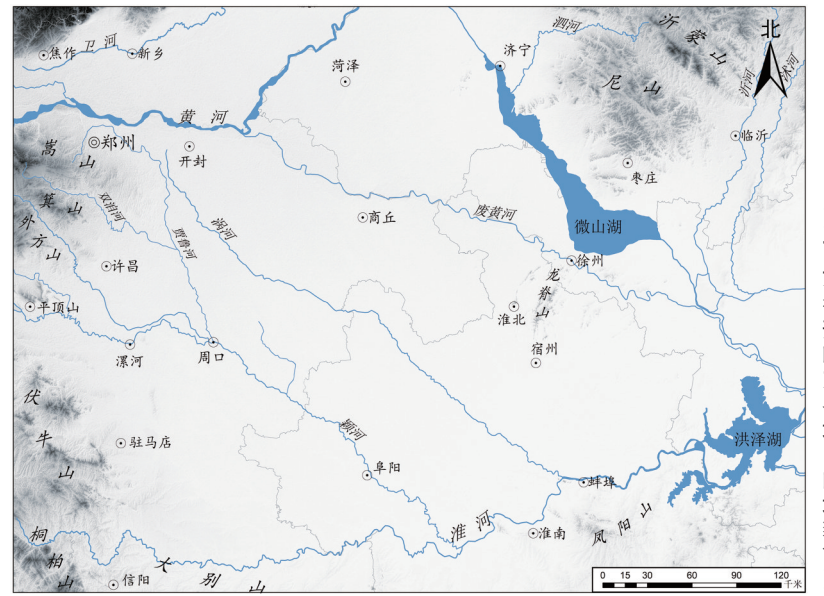 焦作
卫河
新乡
菏泽
济宁
泗河
沂蒙山
北
沂河
沭河
尼山
黄河
郑州
开封
嵩山
临沂
枣庄
箕山
双洎河
贾鲁河
涡河
商丘
废黄河
微山湖
外方山
许昌
徐州
龙脊山
平顶山
淮北
漯河
周口
宿州
伏牛山
驻马店
颍河
阜阳
洪泽湖
蚌埠
淮河
淮南
凤阳山
桐柏山
信阳
大别山
0 15 30 60 90 120
千米